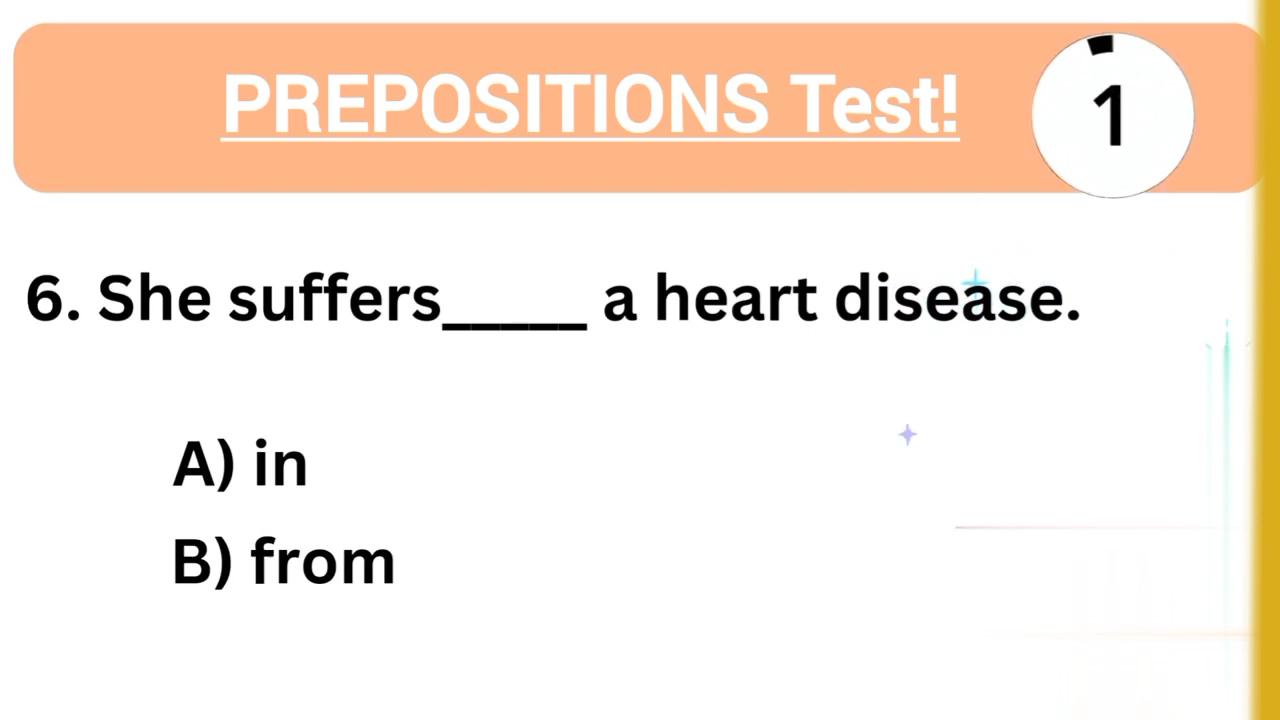 PREPOSITIONS Test!
1
6. She suffers_____ a heart disease.
A) in
B) from